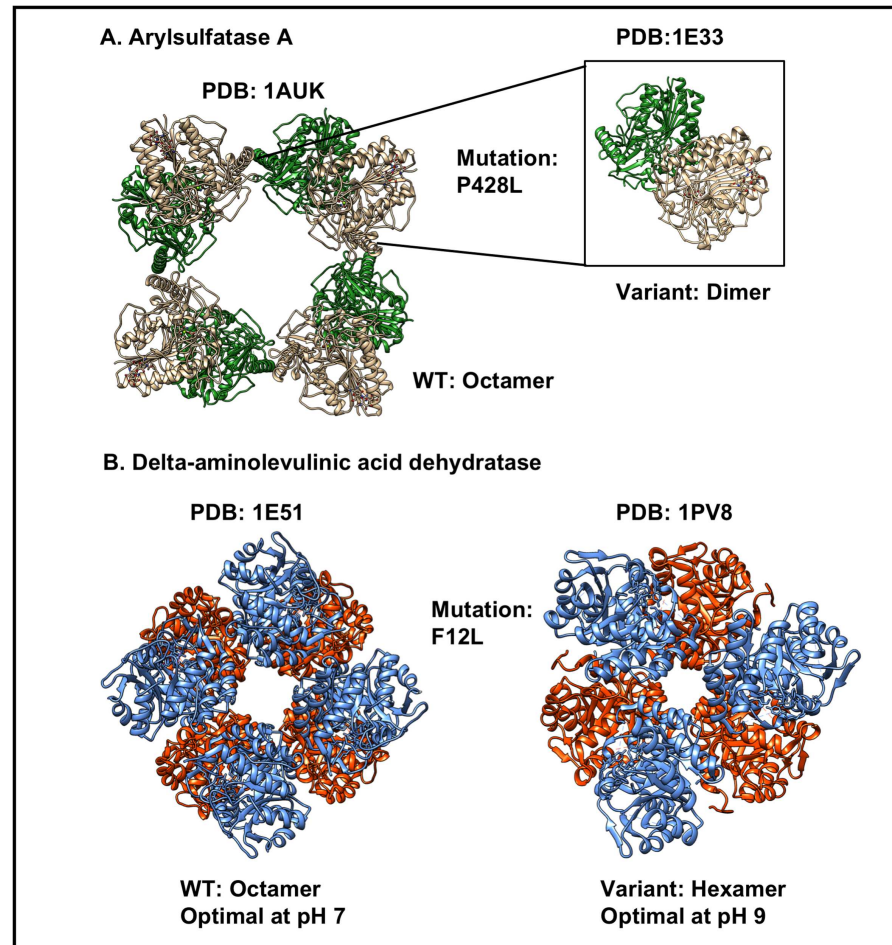 A. Arylsulfatase A
PDB:1E33
PDB: 1AUK
Mutation:
P428L
Variant: Dimer
WT: Octamer
B. Delta-aminolevulinic acid dehydratase
PDB: 1E51
PDB: 1PV8
Mutation:
F12L
WT: Octamer
Optimal at pH 7
Variant: Hexamer
Optimal at pH 9